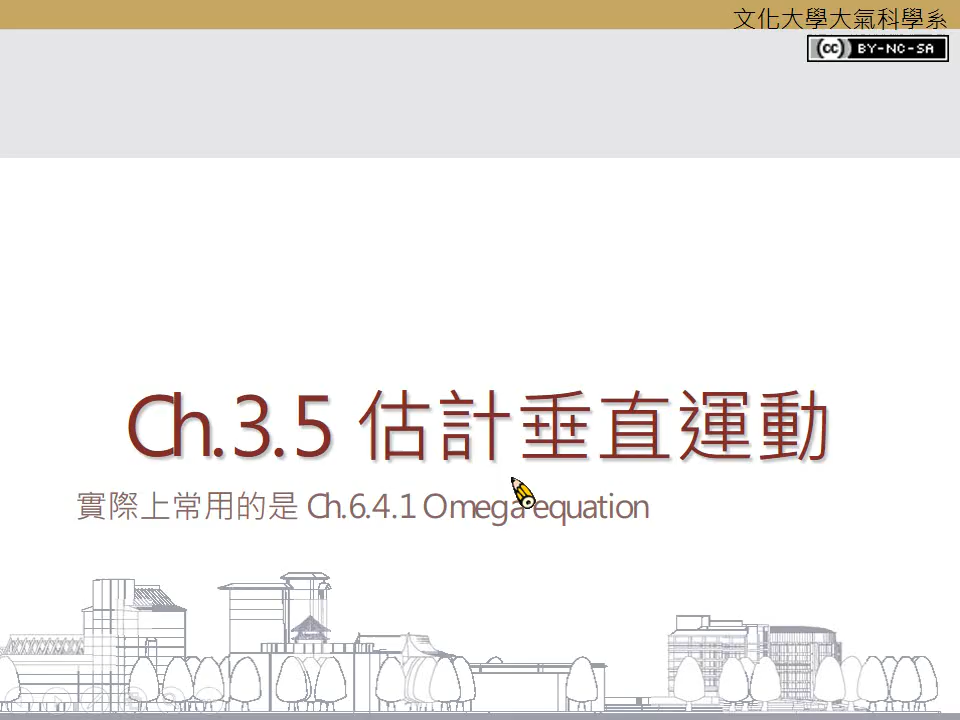 文化大學大氣科學系
(cc) BY-NC-SA
Ch.3.5 估計垂直運動
實際上常用的是 Ch.6.4.1 Omega equation